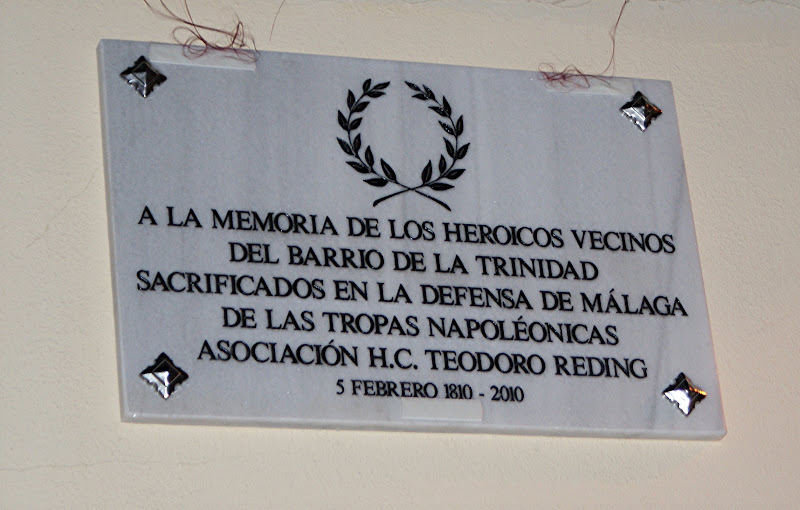 A LA MEMORIA DE LOS HEROICOS VECINOS
DEL BARRIO DE LA TRINIDAD
SACRIFICADOS EN LA DEFENSA DE MÁLAGA
DE LAS TROPAS NAPOLÉONICAS
ASOCIACIÓN H.C. TEODORO REDING
5 FEBRERO 1810 - 2010